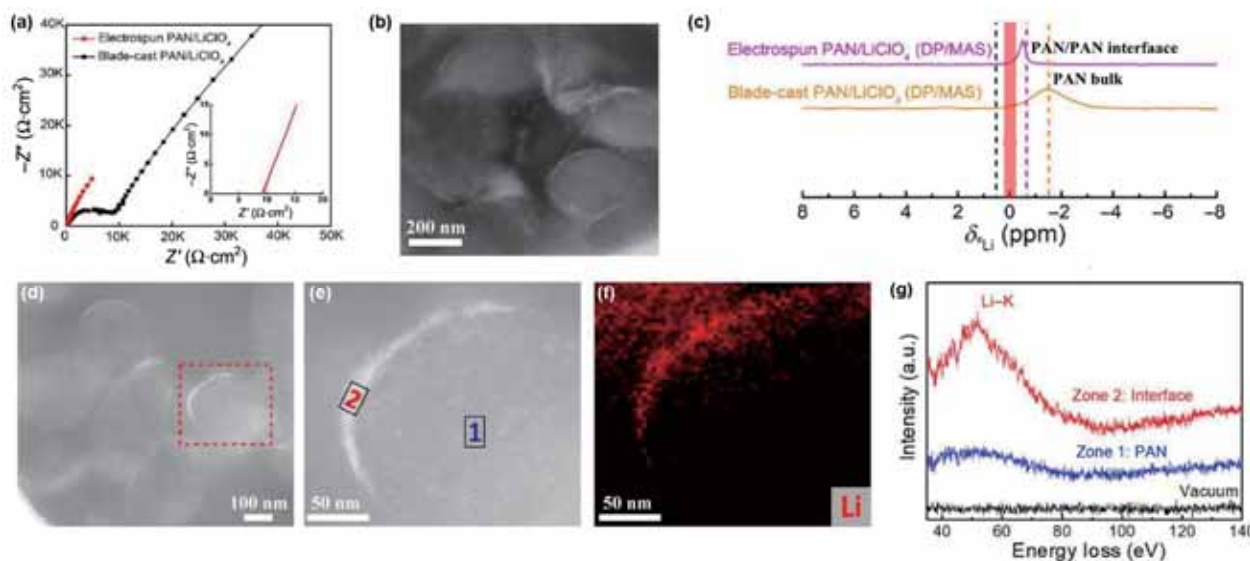 (a)
40K
30K
20K
10K
0
0
10K
20K
30K
40K
50K
−Z″ (Ω·cm²)
Z′ (Ω·cm²)
Electrospun PAN/LiClO₄
Blade-cast PAN/LiClO₄
15
10
5
0
0
5
10
15
20
−Z″ (Ω·cm²)
Z′ (Ω·cm²)
(b)
200 nm
(c)
Electrospun PAN/LiClO₄ (DP/MAS)
PAN/PAN interfaace
PAN bulk
Blade-cast PAN/LiClO₄ (DP/MAS)
8 6 4 2 0 −2 −4 −6 −8
(ppm)
(d)
100 nm
(e)
2
1
50 nm
(f)
50 nm
Li
(g)
Li–K
Zone 2: Interface
Zone 1: PAN
Vacuum
Intensity (a.u.)
40 60 80 100 120 140
Energy loss (eV)